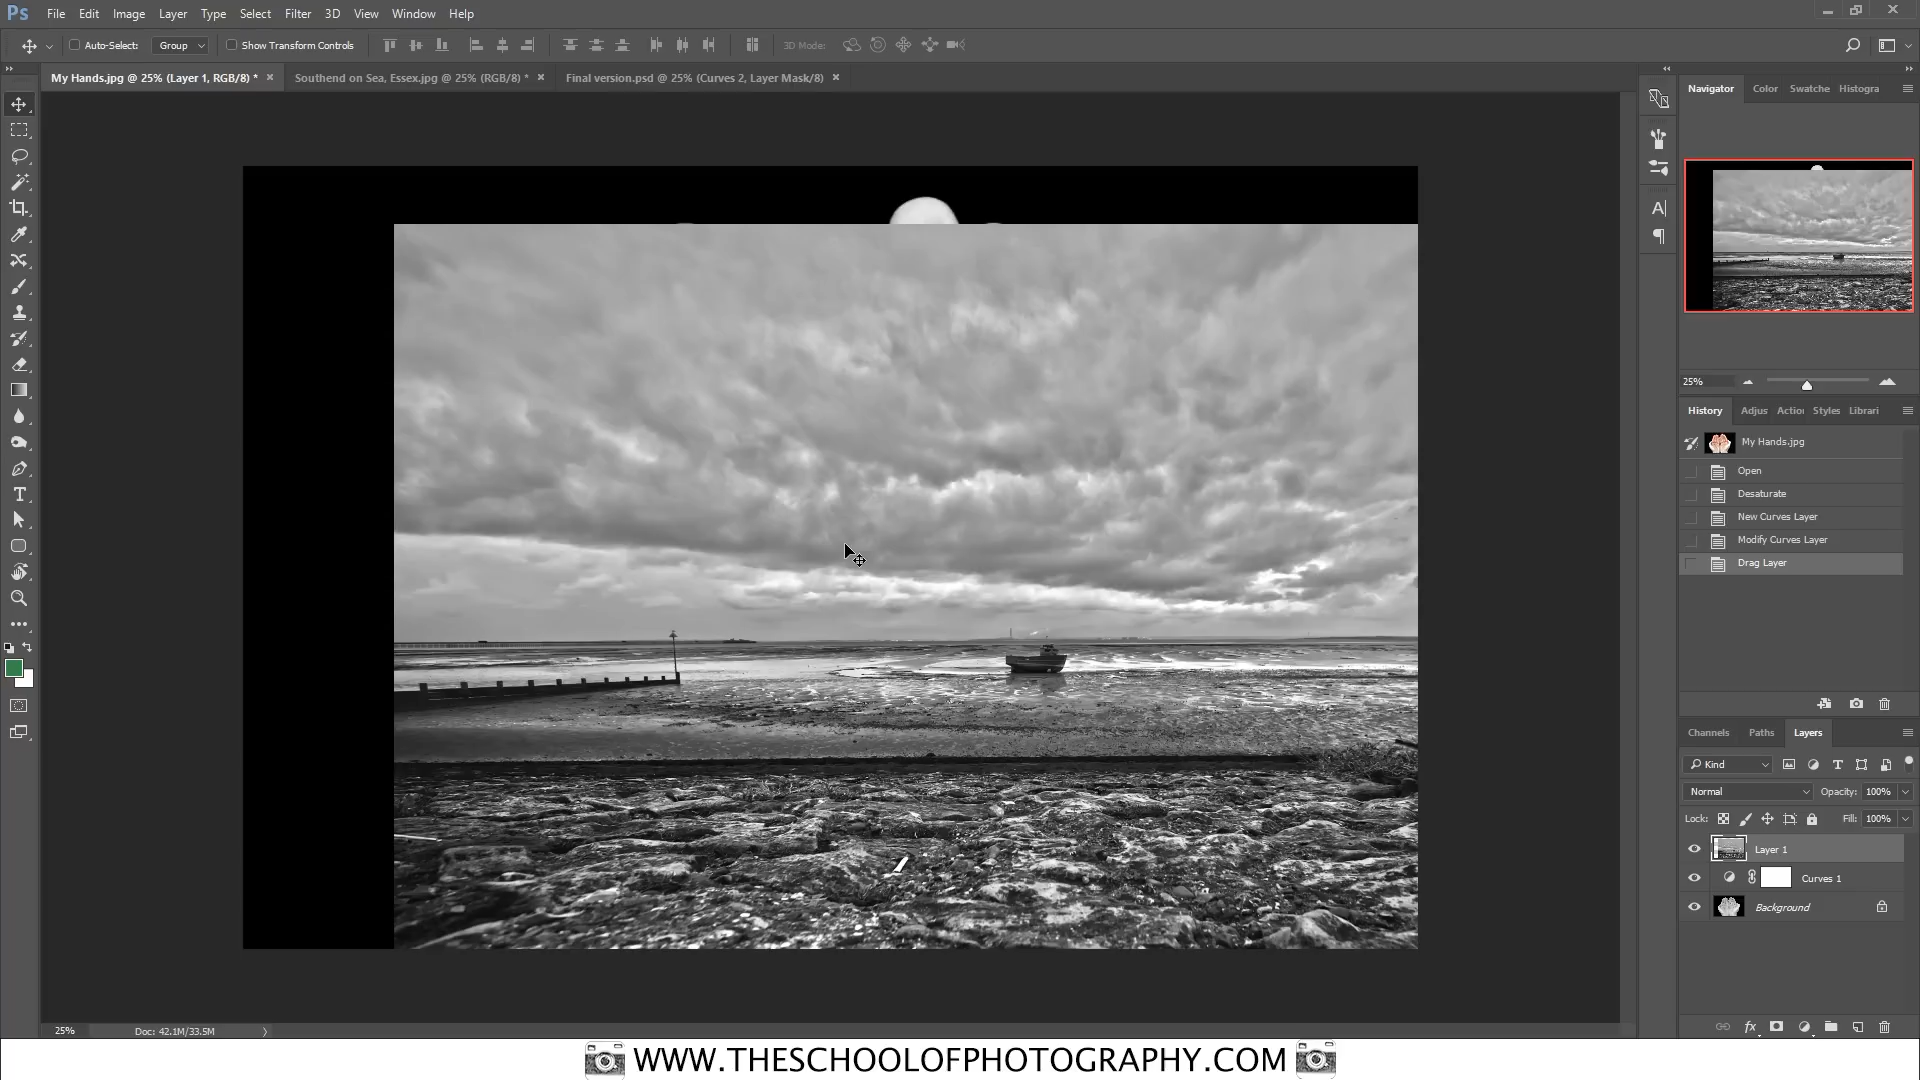 Ps File Edit Image Layer Type Select Filter 3D View Window Help
Auto-Select: Group Show Transform Controls 3D Mode:
My Hands.jpg @ 25% (Layer 1, RGB/8) * Southend on Sea, Essex.jpg @ 25% (RGB/8) * Final version.psd @ 25% (Curves 2, Layer Mask/8)
Navigator Color Swatche Histogra
25%
History Adjus Action Styles Librari
My Hands.jpg
Open
Desaturate
New Curves Layer
Modify Curves Layer
Drag Layer
Channels Paths Layers
Kind
Normal Opacity: 100%
Lock: Fill: 100%
Layer 1
Curves 1
Background
fx
25% Doc: 42.1M/33.5M
WWW.THESCHOOLOFPHOTOGRAPHY.COM